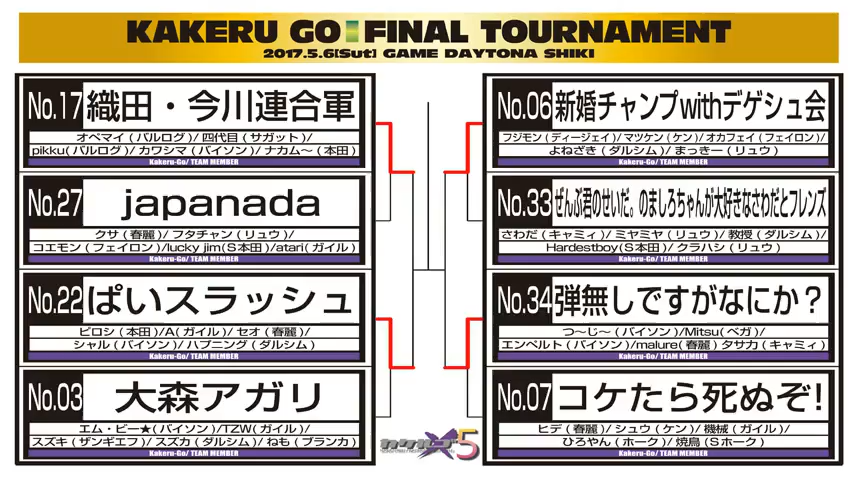 KAKERU GO FINAL TOURNAMENT
2017.5.6[Sut] GAME DAYTONA SHIKI
No.17 織田・今川連合軍
オペマイ(バルログ)/四代目(サガット)/
pikku(バルログ)/カワシマ(バイソン)/ナカム〜(本田)
Kakeru-Go/ TEAM MEMBER
No.27 japanada
クサ(春麗)/フタチャン(リュウ)/
コエモン(フェイロン)/lucky jim(S本田)/atari(ガイル)
Kakeru-Go/ TEAM MEMBER
No.22 ぱいスラッシュ
ピロシ(本田)/A(ガイル)/セオ(春麗)/
シャル(バイソン)/ハプニング(ダルシム)
Kakeru-Go/ TEAM MEMBER
No.03 大森アガリ
エム・ビー★(バイソン)/TZW(ガイル)/
スズキ(ザンギエフ)/スズカ(ダルシム)/ねも(ブランカ)
Kakeru-Go/ TEAM MEMBER
No.06 新婚チャンプwithデゲシュ会
フジモン(ディージェイ)/マツケン(ケン)/オカフェイ(フェイロン)/
よねざき(ダルシム)/まっきー(リュウ)
Kakeru-Go/ TEAM MEMBER
No.33 ぜんぶ君のせいだ。のましろちゃんが大好きなさわだとフレンズ
さわだ(キャミィ)/ミヤミヤ(リュウ)/教授(ダルシム)/
Hardestboy(S本田)/クラハシ(リュウ)
Kakeru-Go/ TEAM MEMBER
No.34 弾無しですがなにか?
つ〜じ〜(バイソン)/Mitsu(ベガ)/
エンベルト(バイソン)/malure(春麗)タサカ(キャミィ)
Kakeru-Go/ TEAM MEMBER
No.07 コケたら死ぬぞ!
ヒデ(春麗)/シュウ(ケン)/機械(ガイル)/
ひろやん(ホーク)/焼鳥(Sホーク)
Kakeru-Go/ TEAM MEMBER
5